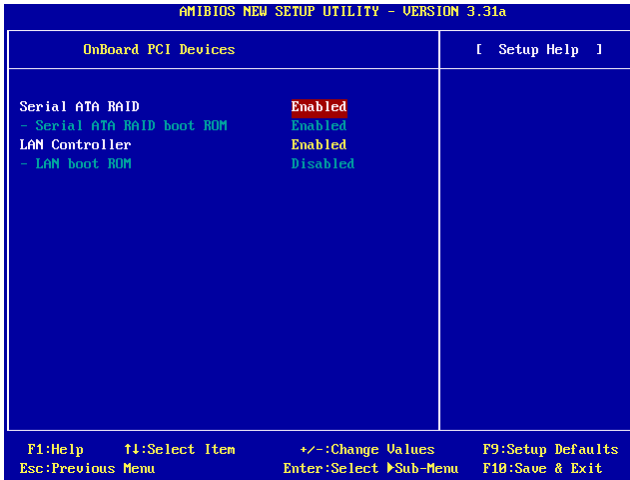 AMIBIOS NEW SETUP UTILITY - VERSION 3.31a
OnBoard PCI Devices
[ Setup Help ]
Serial ATA RAID Enabled
- Serial ATA RAID boot ROM Enabled
LAN Controller Enabled
- LAN boot ROM Disabled
F1:Help ↑↓:Select Item +/-:Change Values F9:Setup Defaults
Esc:Previous Menu Enter:Select ▶Sub-Menu F10:Save & Exit